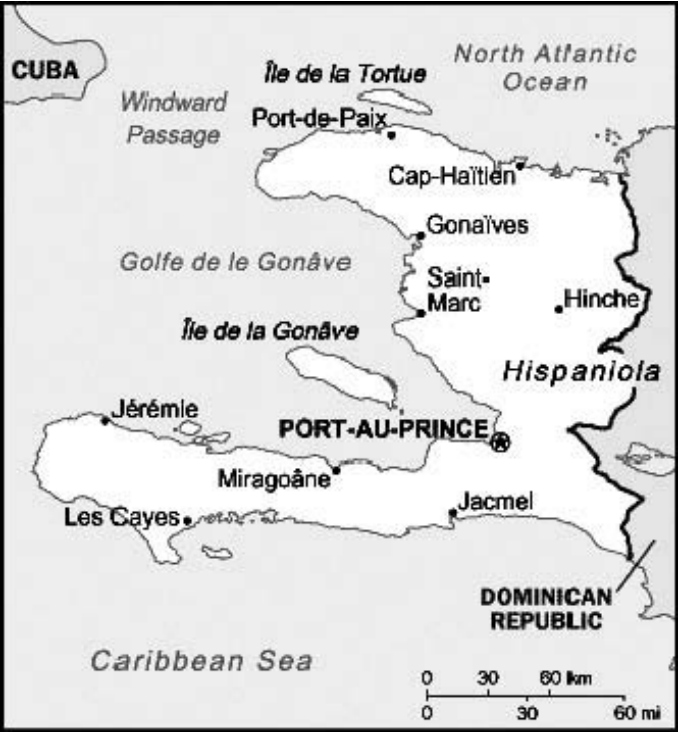 CUBA
North Atlantic
Ocean
Île de la Tortue
Windward
Passage
Port-de-Paix
Cap-Haïtien
Gonaïves
Golfe de le Gonâve
Saint-
Marc
Hinche
Île de la Gonâve
Hispaniola
Jérémie
PORT-AU-PRINCE
Miragoâne
Les Cayes
Jacmel
DOMINICAN
REPUBLIC
Caribbean Sea
0 30 60 km
0 30 60 mi